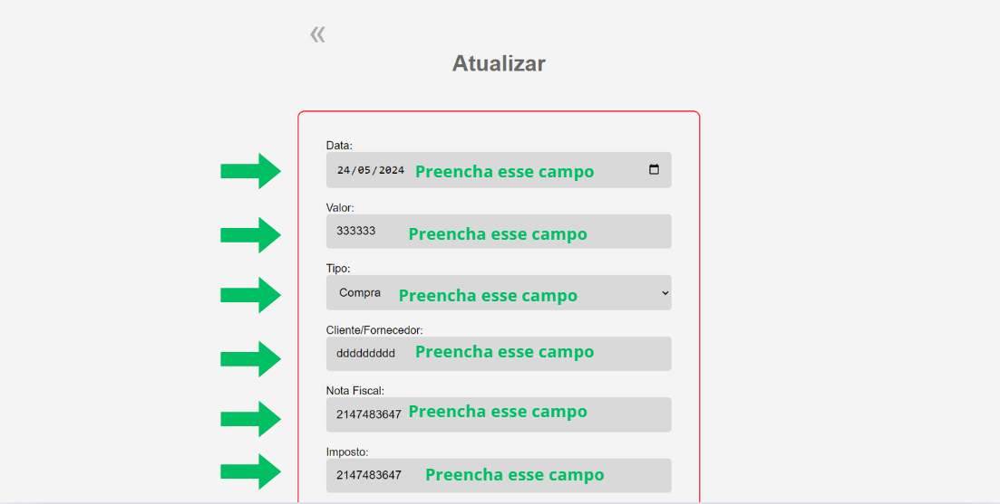 «
Atualizar
Data:
24/05/2024 Preencha esse campo
Valor:
333333 Preencha esse campo
Tipo:
Compra Preencha esse campo
Cliente/Fornecedor:
ddddddddd Preencha esse campo
Nota Fiscal:
2147483647 Preencha esse campo
Imposto:
2147483647 Preencha esse campo